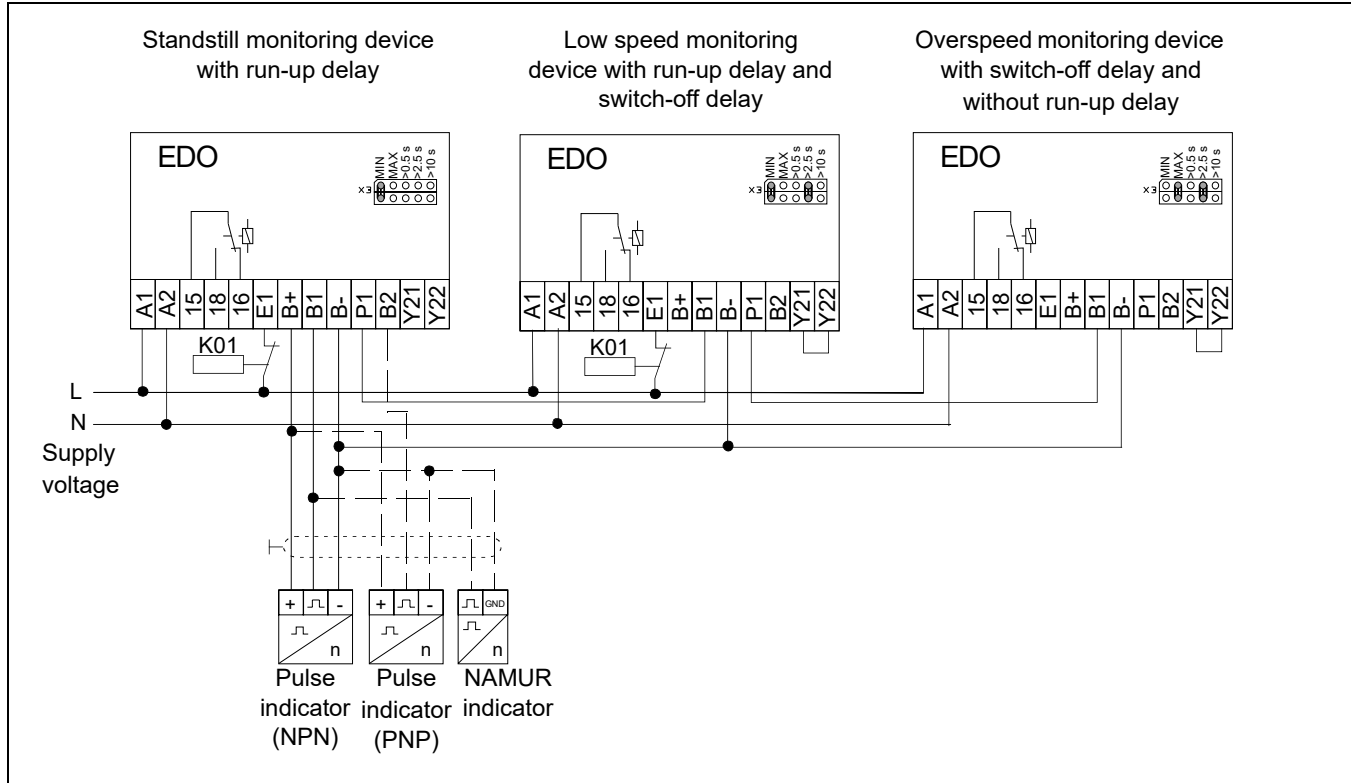 Standstill monitoring device
with run-up delay
Low speed monitoring
device with run-up delay and
switch-off delay
Overspeed monitoring device
with switch-off delay and
without run-up delay
EDO
X3
MIN
MAX
>0.5 s
>2.5 s
>10 s
EDO
X3
MIN
MAX
>0.5 s
>2.5 s
>10 s
EDO
X3
MIN
MAX
>0.5 s
>2.5 s
>10 s
A1 A2 15 18 16 E1 B+ B1 B- P1 B2 Y21 Y22
A1 A2 15 18 16 E1 B+ B1 B- P1 B2 Y21 Y22
A1 A2 15 18 16 E1 B+ B1 B- P1 B2 Y21 Y22
K01
K01
L
N
Supply
voltage
+ -
n
+ -
n
GND
n
Pulse
indicator
(NPN)
Pulse
indicator
(PNP)
NAMUR
indicator